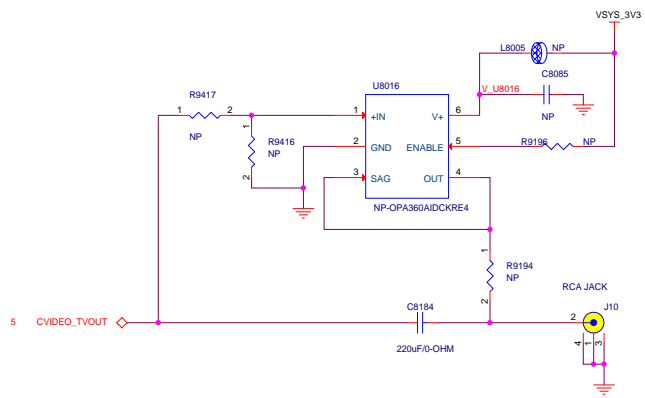 VSYS_3V3
L8005 NP
U8016
C8085
R9417
V_U8016
1 2
1 +IN V+ 6
NP
NP
1
R9416
NP
2
2 GND ENABLE 5
R9196 NP
3 SAG OUT 4
NP-OPA360AIDCKRE4
1
R9194
NP
2
RCA JACK
C8184
J10
5 CVIDEO_TVOUT
2
220uF/0-OHM
4 1 3